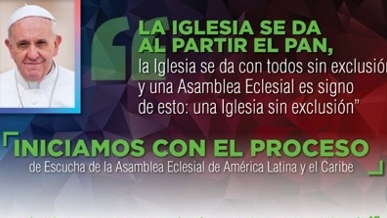 LA IGLESIA SE DA
AL PARTIR EL PAN,
la Iglesia se da con todos sin exclusión
y una Asamblea Eclesial es signo
de esto: una Iglesia sin exclusión”
INICIAMOS CON EL PROCESO
de Escucha de la Asamblea Eclesial de América Latina y el Caribe